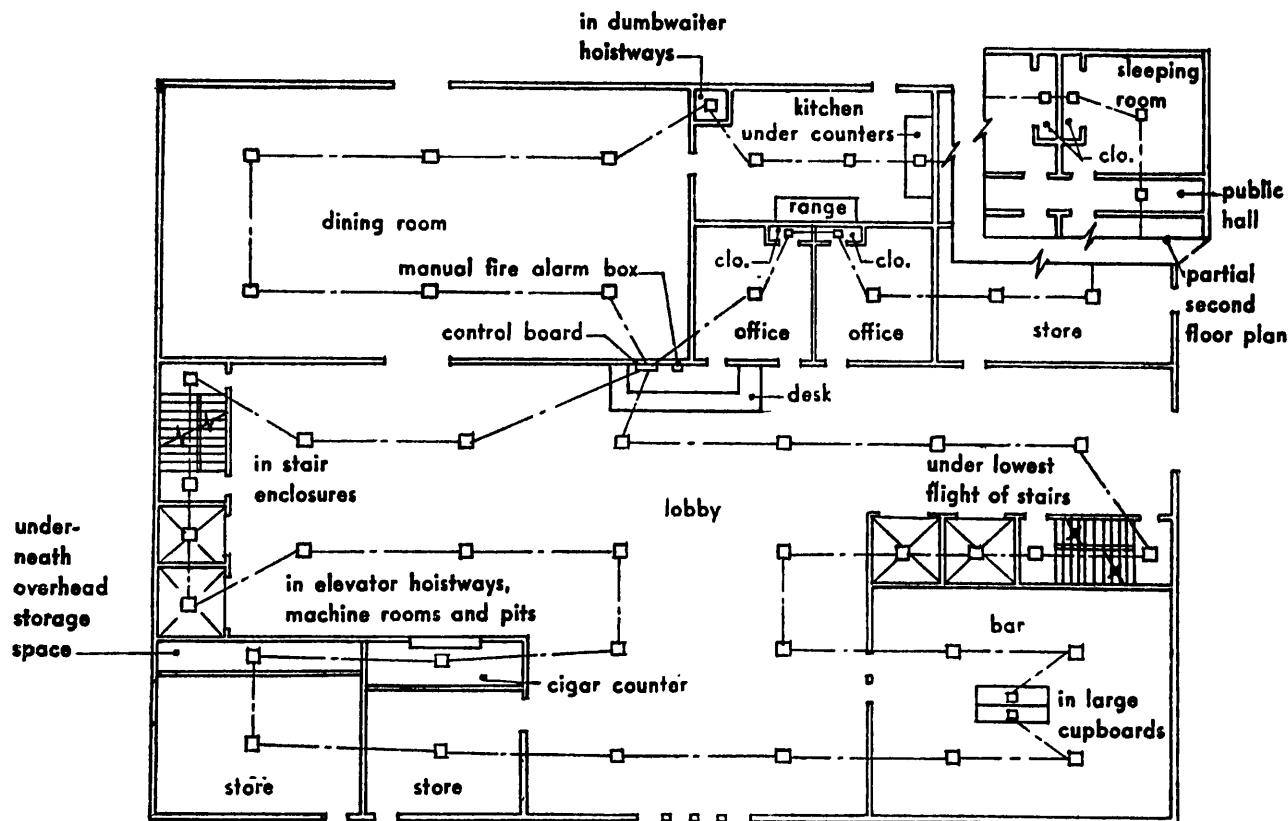 in dumbwaiter
hoistways
sleeping
room
kitchen
under counters
clo.
public
hall
range
dining room
clo.
clo.
manual fire alarm box
partial
second
floor plan
control board
office
office
store
desk
in stair
enclosures
under lowest
flight of stairs
lobby
under-
neath
overhead
storage
space
in elevator hoistways,
machine rooms and pits
bar
cigar counter
in large
cupboards
store
store